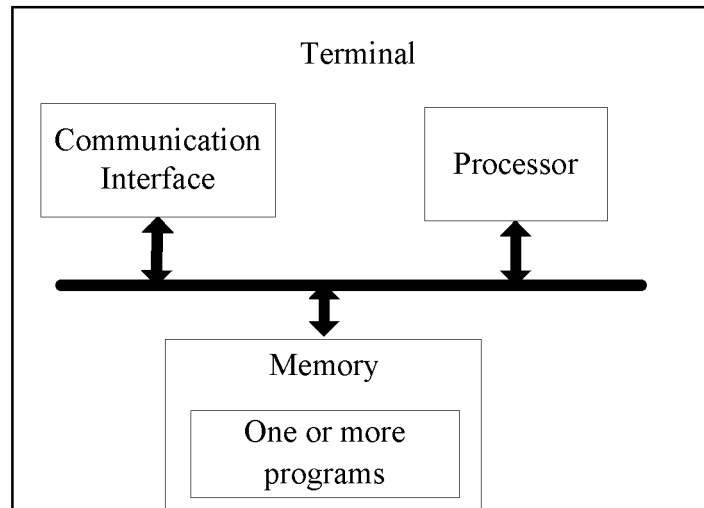 Terminal
Communication
Interface
Processor
Memory
One or more
programs